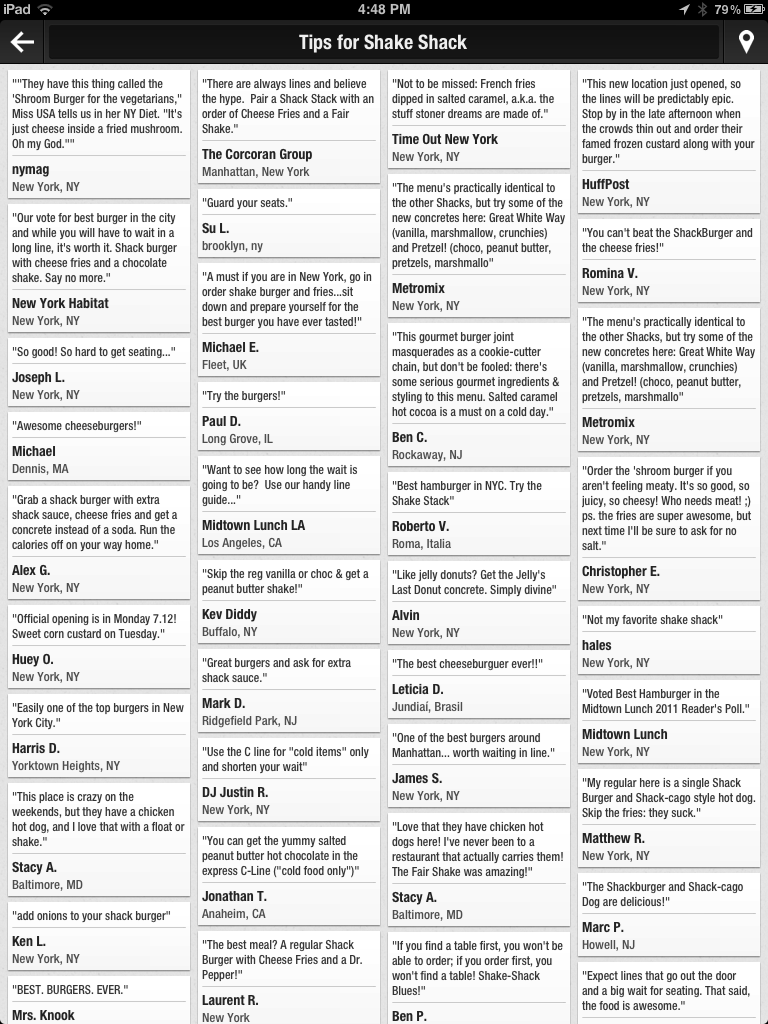 iPad
4:48 PM
79%
Tips for Shake Shack
""They have this thing called the
'Shroom Burger for the vegetarians,"
Miss USA tells us in her NY Diet. "It's
just cheese inside a fried mushroom.
Oh my God.""
nymag
New York, NY
"Our vote for best burger in the city
and while you will have to wait in a
long line, it's worth it. Shack burger
with cheese fries and a chocolate
shake. Say no more."
New York Habitat
New York, NY
"So good! So hard to get seating..."
Joseph L.
New York, NY
"Awesome cheeseburgers!"
Michael
Dennis, MA
"Grab a shack burger with extra
shack sauce, cheese fries and get a
concrete instead of a soda. Run the
calories off on your way home."
Alex G.
New York, NY
"Official opening is in Monday 7.12!
Sweet corn custard on Tuesday."
Huey O.
New York, NY
"Easily one of the top burgers in New
York City."
Harris D.
Yorktown Heights, NY
"This place is crazy on the
weekends, but they have a chicken
hot dog, and I love that with a float or
shake."
Stacy A.
Baltimore, MD
"add onions to your shack burger"
Ken L.
New York, NY
"BEST. BURGERS. EVER."
Mrs. Knook
"There are always lines and believe
the hype.  Pair a Shack Stack with an
order of Cheese Fries and a Fair
Shake."
The Corcoran Group
Manhattan, New York
"Guard your seats."
Su L.
brooklyn, ny
"A must if you are in New York, go in
order shake burger and fries...sit
down and prepare yourself for the
best burger you have ever tasted!"
Michael E.
Fleet, UK
"Try the burgers!"
Paul D.
Long Grove, IL
"Want to see how long the wait is
going to be?  Use our handy line
guide..."
Midtown Lunch LA
Los Angeles, CA
"Skip the reg vanilla or choc & get a
peanut butter shake!"
Kev Diddy
Buffalo, NY
"Great burgers and ask for extra
shack sauce."
Mark D.
Ridgefield Park, NJ
"Use the C line for "cold items" only
and shorten your wait"
DJ Justin R.
New York, NY
"You can get the yummy salted
peanut butter hot chocolate in the
express C-Line ("cold food only")"
Jonathan T.
Anaheim, CA
"The best meal? A regular Shack
Burger with Cheese Fries and a Dr.
Pepper!"
Laurent R.
New York
"Not to be missed: French fries
dipped in salted caramel, a.k.a. the
stuff stoner dreams are made of."
Time Out New York
New York, NY
"The menu's practically identical to
the other Shacks, but try some of the
new concretes here: Great White Way
(vanilla, marshmallow, crunchies)
and Pretzel! (choco, peanut butter,
pretzels, marshmallo"
Metromix
New York, NY
"This gourmet burger joint
masquerades as a cookie-cutter
chain, but don't be fooled: there's
some serious gourmet ingredients &
styling to this menu. Salted caramel
hot cocoa is a must on a cold day."
Ben C.
Rockaway, NJ
"Best hamburger in NYC. Try the
Shake Stack"
Roberto V.
Roma, Italia
"Like jelly donuts? Get the Jelly's
Last Donut concrete. Simply divine"
Alvin
New York, NY
"The best cheeseburguer ever!!"
Leticia D.
Jundiaí, Brasil
"One of the best burgers around
Manhattan... worth waiting in line."
James S.
New York, NY
"Love that they have chicken hot
dogs here! I've never been to a
restaurant that actually carries them!
The Fair Shake was amazing!"
Stacy A.
Baltimore, MD
"If you find a table first, you won't be
able to order; if you order first, you
won't find a table! Shake-Shack
Blues!"
Ben P.
"This new location just opened, so
the lines will be predictably epic.
Stop by in the late afternoon when
the crowds thin out and order their
famed frozen custard along with your
burger."
HuffPost
New York, NY
"You can't beat the ShackBurger and
the cheese fries!"
Romina V.
New York, NY
"The menu's practically identical to
the other Shacks, but try some of the
new concretes here: Great White Way
(vanilla, marshmallow, crunchies)
and Pretzel! (choco, peanut butter,
pretzels, marshmallo"
Metromix
New York, NY
"Order the 'shroom burger if you
aren't feeling meaty. It's so good, so
juicy, so cheesy! Who needs meat! ;)
ps. the fries are super awesome, but
next time I'll be sure to ask for no
salt."
Christopher E.
New York, NY
"Not my favorite shake shack"
hales
New York, NY
"Voted Best Hamburger in the
Midtown Lunch 2011 Reader's Poll."
Midtown Lunch
New York, NY
"My regular here is a single Shack
Burger and Shack-cago style hot dog.
Skip the fries: they suck."
Matthew R.
New York, NY
"The Shackburger and Shack-cago
Dog are delicious!"
Marc P.
Howell, NJ
"Expect lines that go out the door
and a big wait for seating. That said,
the food is awesome."